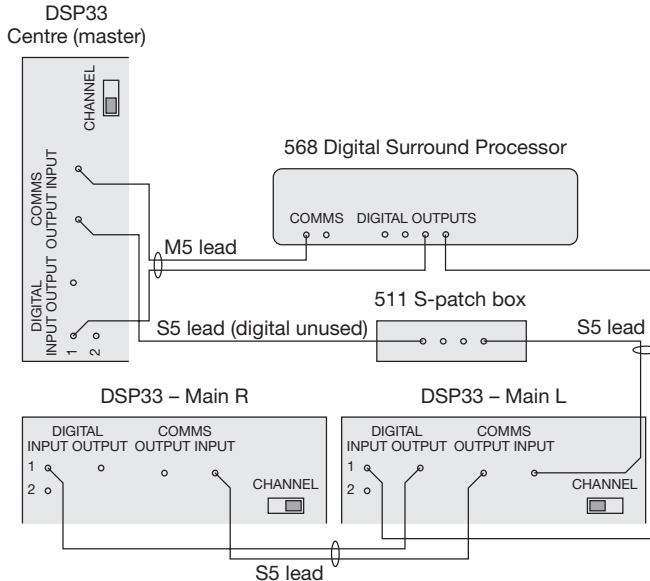 DSP33
Centre (master)
CHANNEL
COMMS
OUTPUT INPUT
DIGITAL
INPUT OUTPUT
1
2
568 Digital Surround Processor
COMMS DIGITAL OUTPUTS
M5 lead
511 S-patch box
S5 lead (digital unused)
S5 lead
DSP33 – Main R
DIGITAL COMMS
INPUT OUTPUT OUTPUT INPUT
1
2
CHANNEL
DSP33 – Main L
DIGITAL COMMS
INPUT OUTPUT OUTPUT INPUT
1
2
CHANNEL
S5 lead